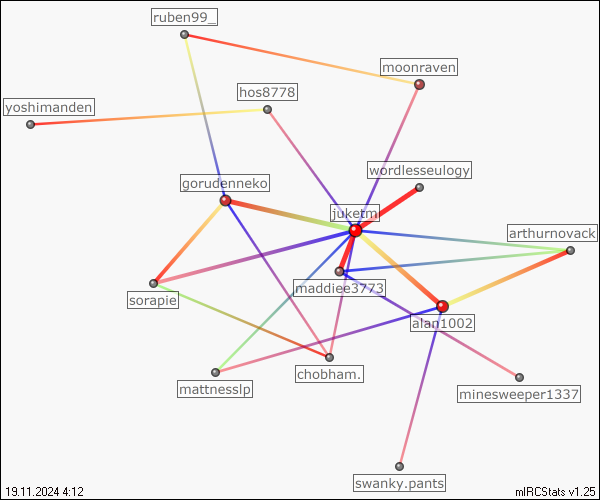 ruben99_
moonraven
hos8778
yoshimanden
wordlesseulogy
gorudenneko
juketm
arthurnovack
maddiee3773
sorapie
alan1002
chobham.
mattnesslp
minesweeper1337
swanky.pants
19.11.2024 4:12
mIRCStats v1.25